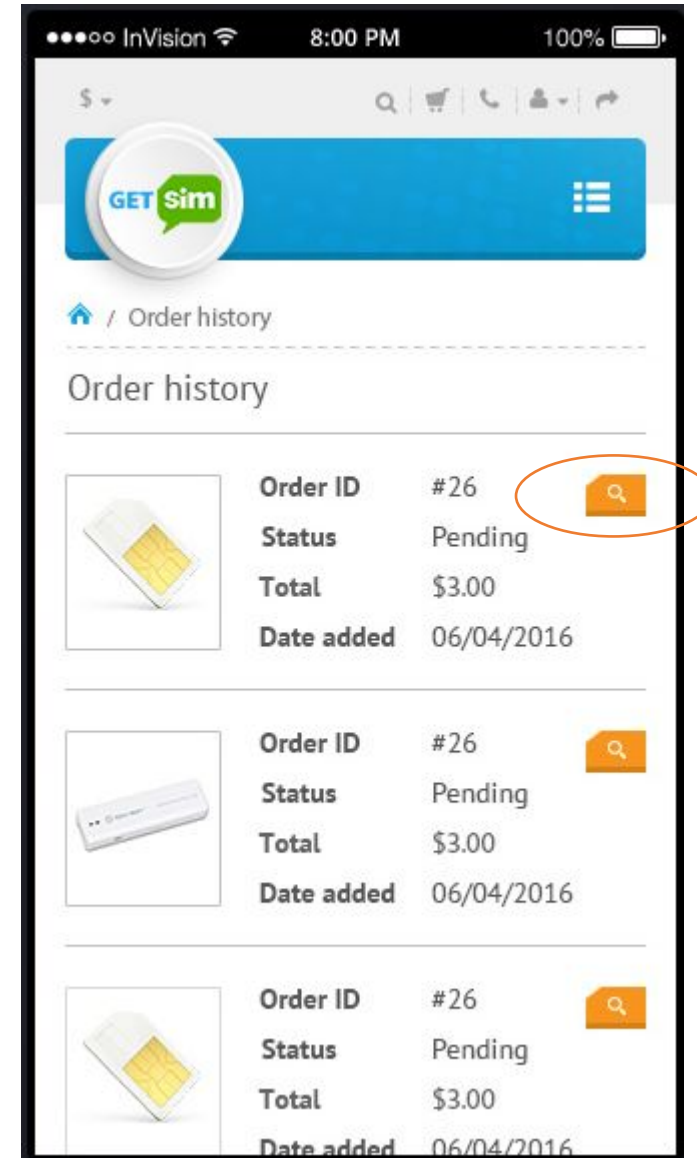 InVision 8:00 PM 100%
$
GET sim
/ Order history
Order history
Order ID #26
Status Pending
Total $3.00
Date added 06/04/2016
Order ID #26
Status Pending
Total $3.00
Date added 06/04/2016
Order ID #26
Status Pending
Total $3.00
Date added 06/04/2016